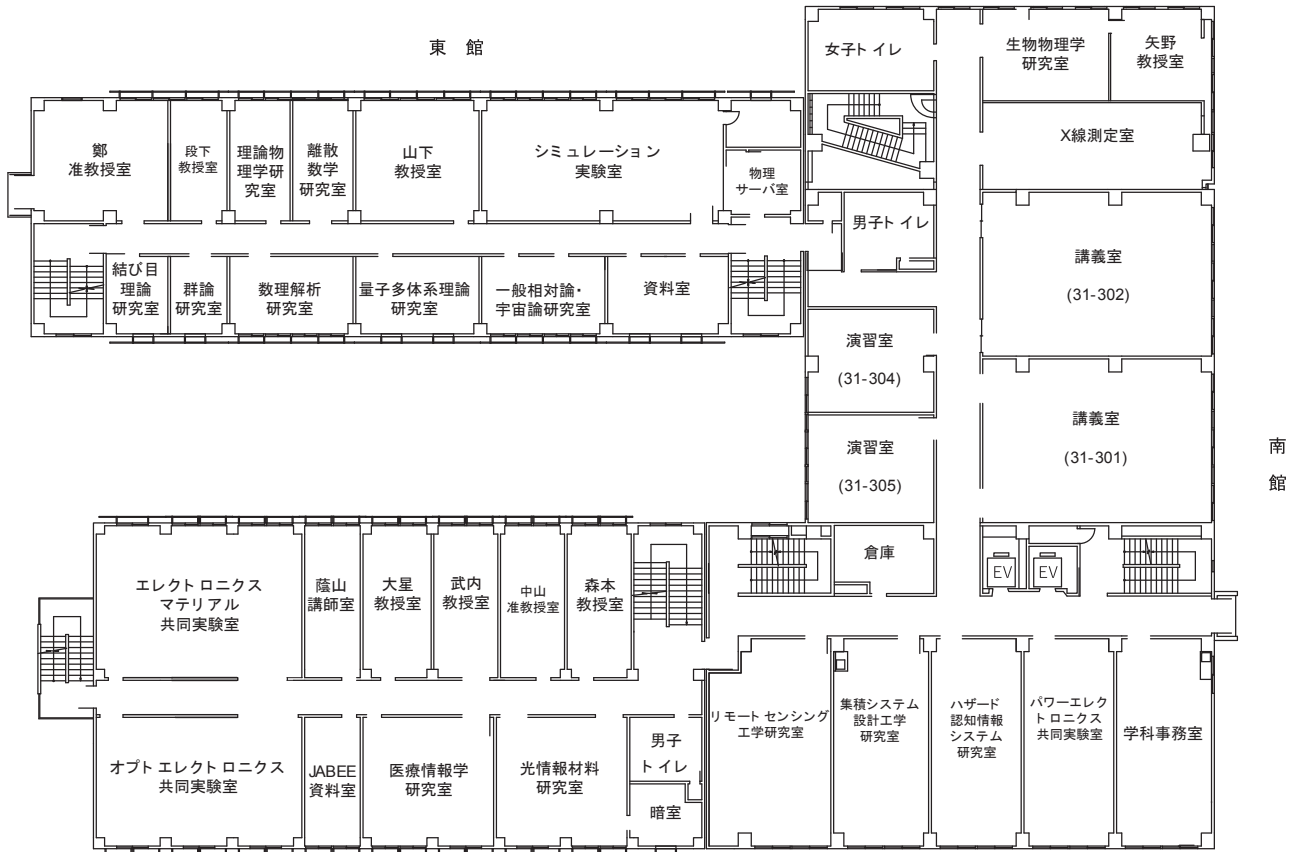 東 館
女子トイレ
生物物理学
研究室
矢野
教授室
X線測定室
鄭
准教授室
段下
教授室
理論物
理学研
究室
離散
数学
研究室
山下
教授室
シミュレーション
実験室
物理
サーバ室
男子トイレ
講義室
(31-302)
結び目
理論
研究室
群論
研究室
数理解析
研究室
量子多体系理論
研究室
一般相対論・
宇宙論研究室
資料室
演習室
(31-304)
講義室
(31-301)
演習室
(31-305)
南
館
エレクトロニクス
マテリアル
共同実験室
蔭山
講師室
大星
教授室
武内
教授室
中山
准教授室
森本
教授室
倉庫
EV
EV
リモートセンシング
工学研究室
集積システム
設計工学
研究室
ハザード
認知情報
システム
研究室
パワーエレク
トロニクス
共同実験室
学科事務室
オプトエレクトロニクス
共同実験室
JABEE
資料室
医療情報学
研究室
光情報材料
研究室
男子
トイレ
暗室